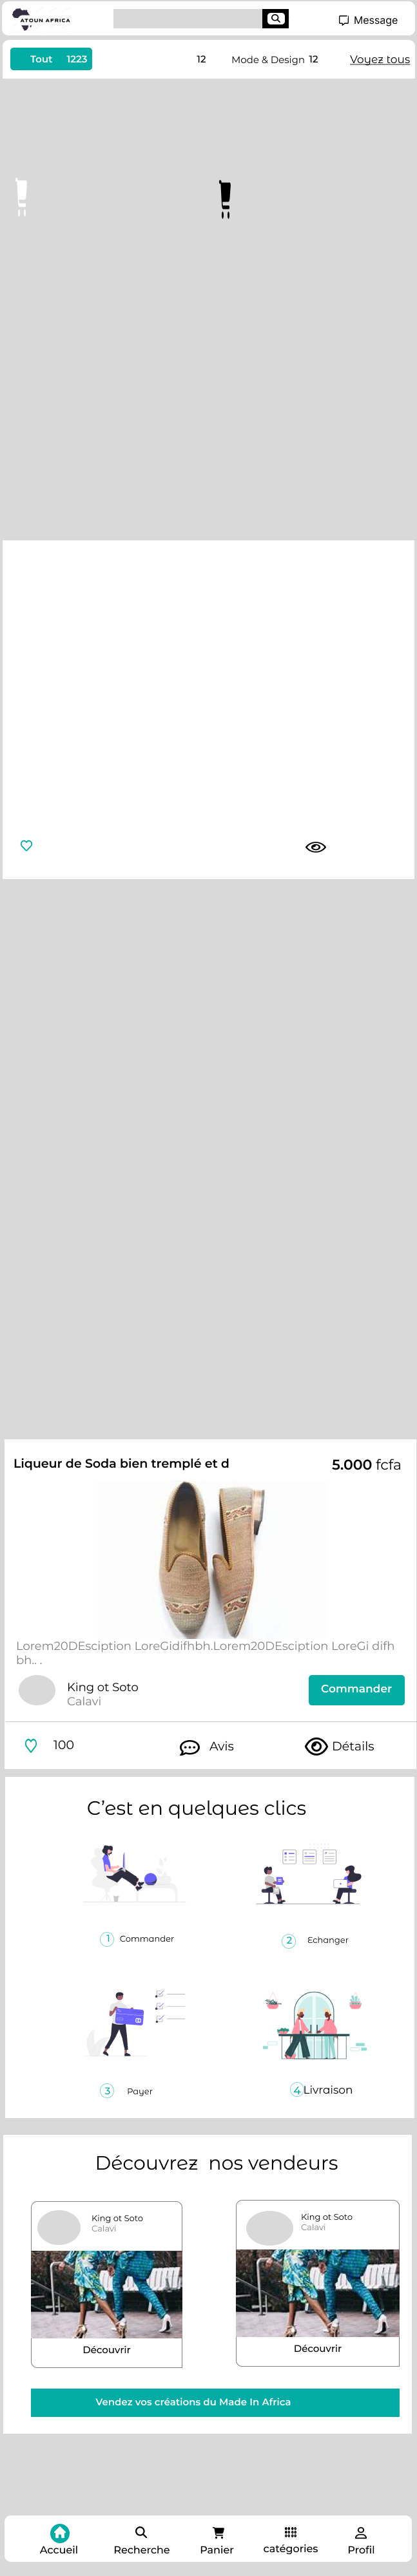 ATOUN AFRICA
Message
Tout 1223 12 Mode & Design 12 Voyez tous
Liqueur de Soda bien tremplé et d 5.000 fcfa
Lorem20DEsciption LoreGidifhbh.Lorem20DEsciption LoreGi difh
bh.. .
King ot Soto
Calavi
Commander
100 Avis Détails
C’est en quelques clics
1 Commander
2 Echanger
3 Payer
4 Livraison
Découvrez nos vendeurs
King ot Soto
Calavi
Découvrir
King ot Soto
Calavi
Découvrir
Vendez vos créations du Made In Africa
Accueil Recherche Panier catégories Profil